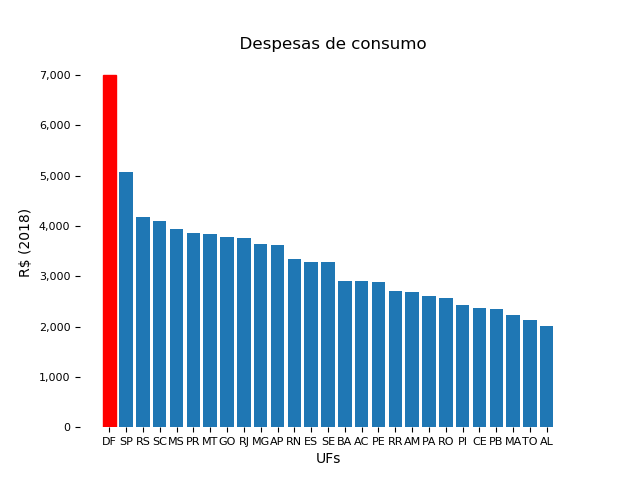 Despesas de consumo
7,000
6,000
5,000
4,000
3,000
2,000
1,000
0
R$ (2018)
DF SP RS SC MS PR MT GO RJ MG AP RN ES SE BA AC PE RR AM PA RO PI CE PB MA TO AL
UFs